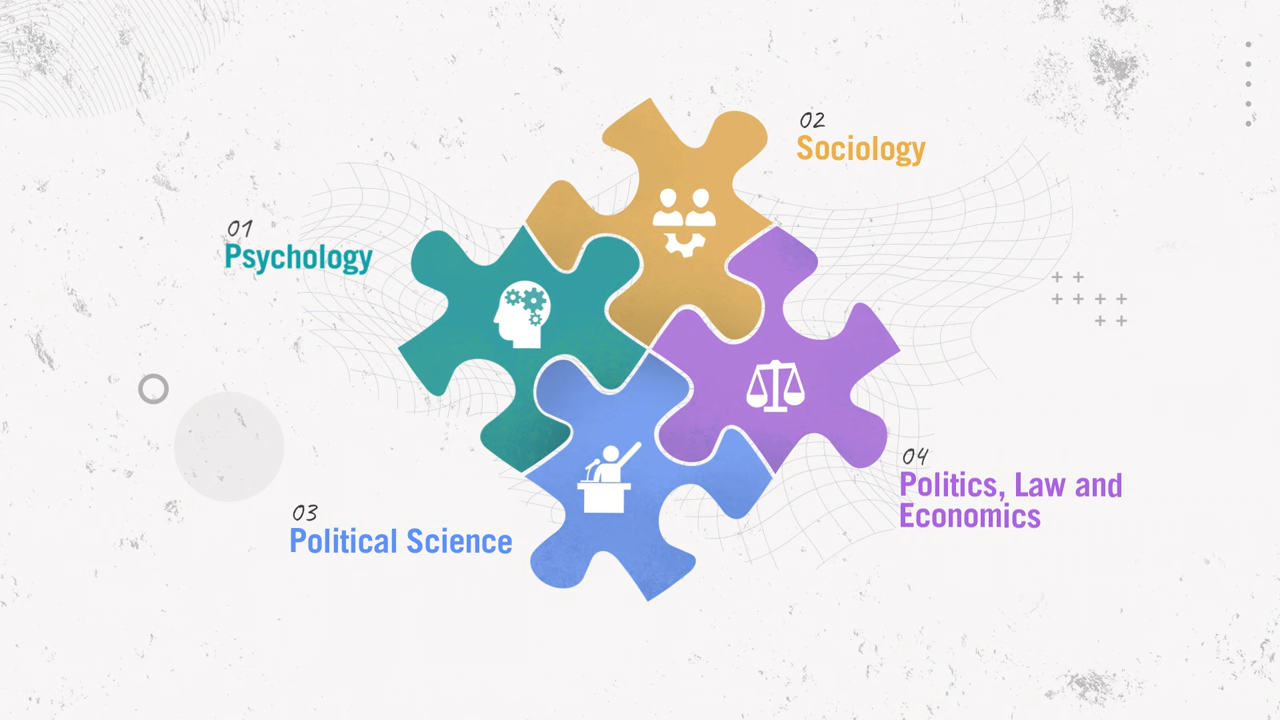 01
Psychology
02
Sociology
03
Political Science
04
Politics, Law and
Economics